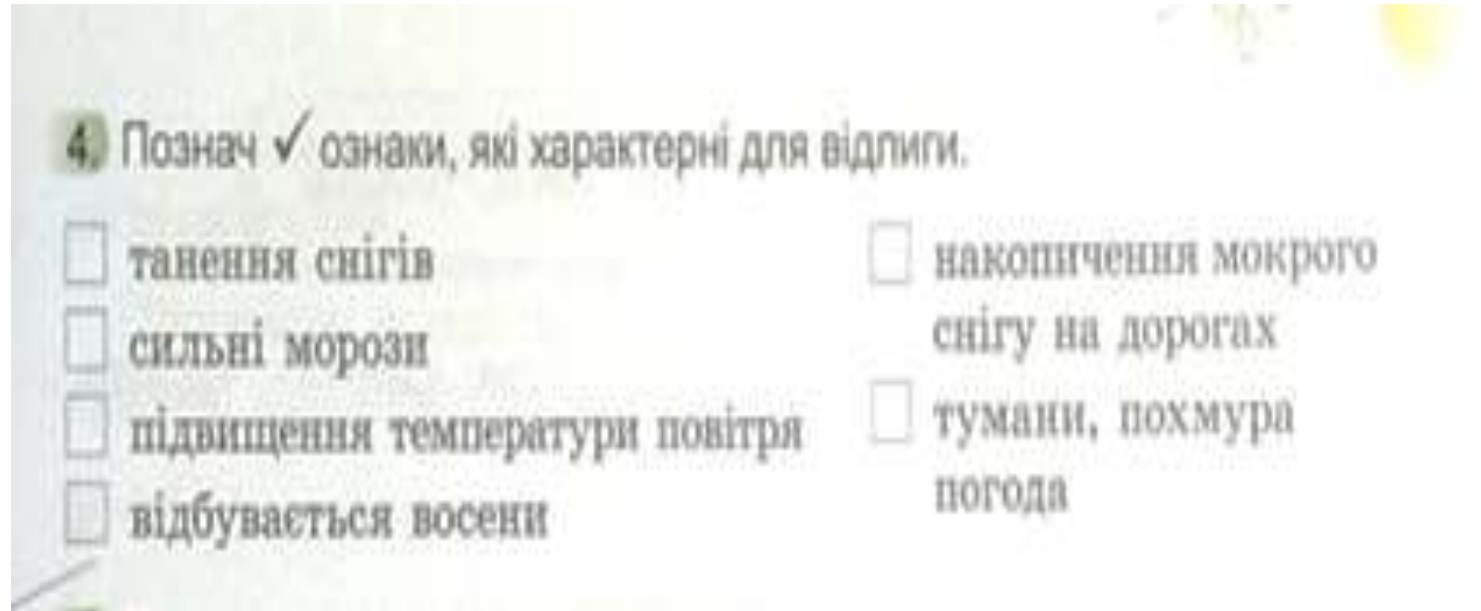 4. Познач ✓ ознаки, які характерні для відлиги.
☐ танення снігів
☐ сильні морози
☐ підвищення температури повітря
☐ відбувається восени
☐ накопичення мокрого
снігу на дорогах
☐ тумани, похмура
погода